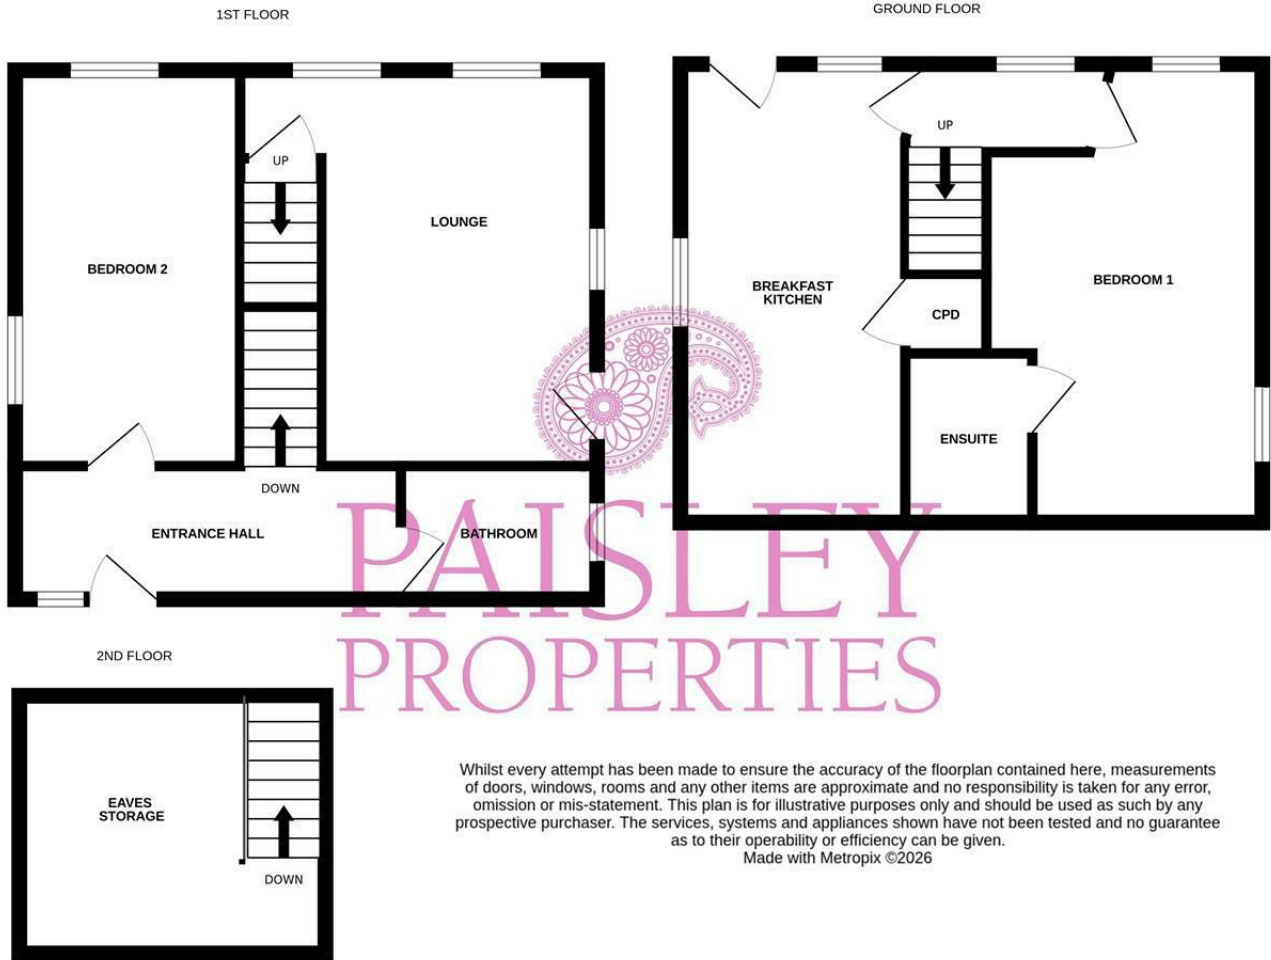 1ST FLOOR
GROUND FLOOR
UP
LOUNGE
BEDROOM 2
DOWN
ENTRANCE HALL
BATHROOM
UP
BREAKFAST
KITCHEN
BEDROOM 1
CPD
ENSUITE
PAISLEY
PROPERTIES
2ND FLOOR
EAVES
STORAGE
DOWN
Whilst every attempt has been made to ensure the accuracy of the floorplan contained here, measurements
of doors, windows, rooms and any other items are approximate and no responsibility is taken for any error,
omission or mis-statement. This plan is for illustrative purposes only and should be used as such by any
prospective purchaser. The services, systems and appliances shown have not been tested and no guarantee
as to their operability or efficiency can be given.
Made with Metropix ©2026